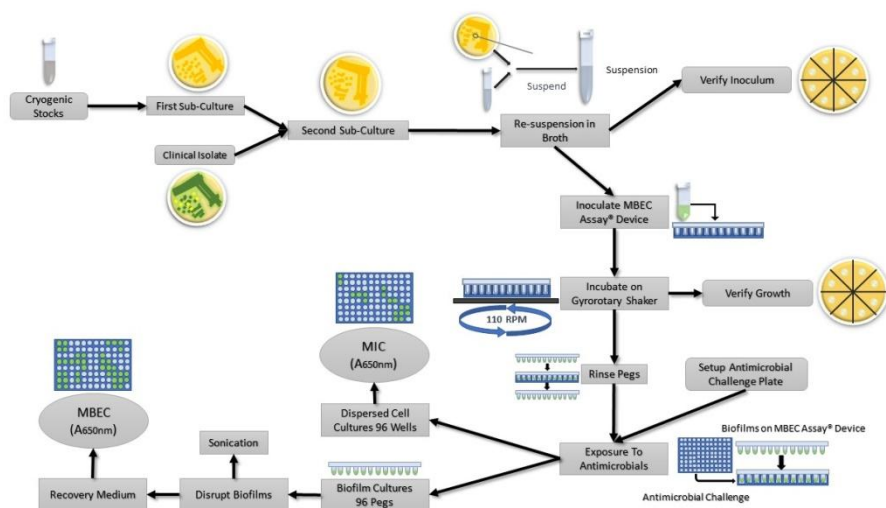 Cryogenic
Stocks
First Sub-Culture
Clinical Isolate
Second Sub-Culture
Suspend
Suspension
Re-suspension in
Broth
Verify Inoculum
Inoculate MBEC
Assay® Device
Incubate on
Gyrorotary Shaker
110 RPM
Verify Growth
Rinse Pegs
Setup Antimicrobial
Challenge Plate
Exposure To
Antimicrobials
Biofilms on MBEC Assay® Device
Antimicrobial Challenge
Dispersed Cell
Cultures 96 Wells
MIC
(A650nm)
Biofilm Cultures
96 Pegs
Disrupt Biofilms
Sonication
Recovery Medium
MBEC
(A650nm)